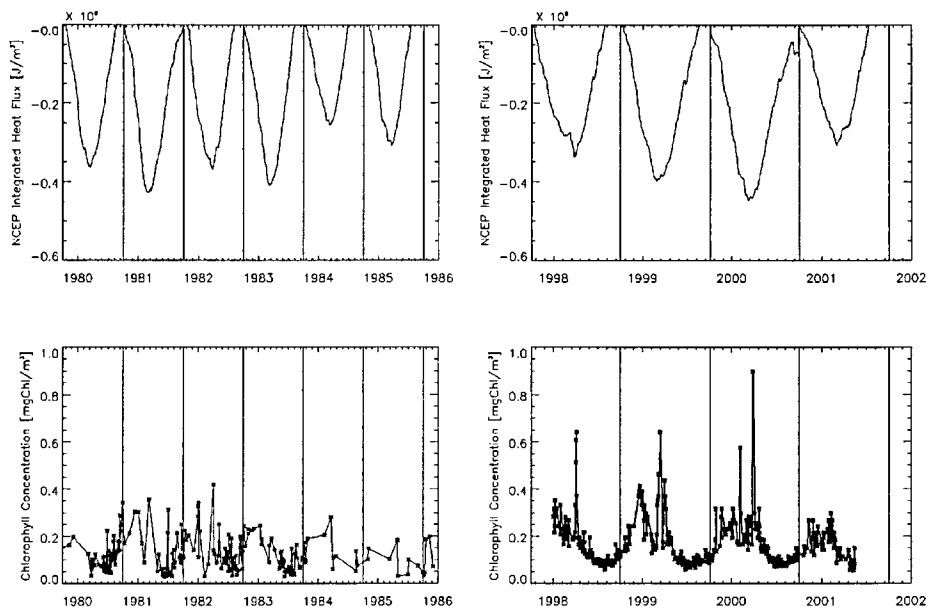 X 10⁸
NCEP Integrated Heat Flux [J/m²]
-0.0
-0.2
-0.4
-0.6
1980 1981 1982 1983 1984 1985 1986
X 10⁸
NCEP Integrated Heat Flux [J/m²]
-0.0
-0.2
-0.4
-0.6
1998 1999 2000 2001 2002
Chlorophyll Concentration [mgChl/m³]
1.0
0.8
0.6
0.4
0.2
0.0
1980 1981 1982 1983 1984 1985 1986
Chlorophyll Concentration [mgChl/m³]
1.0
0.8
0.6
0.4
0.2
0.0
1998 1999 2000 2001 2002